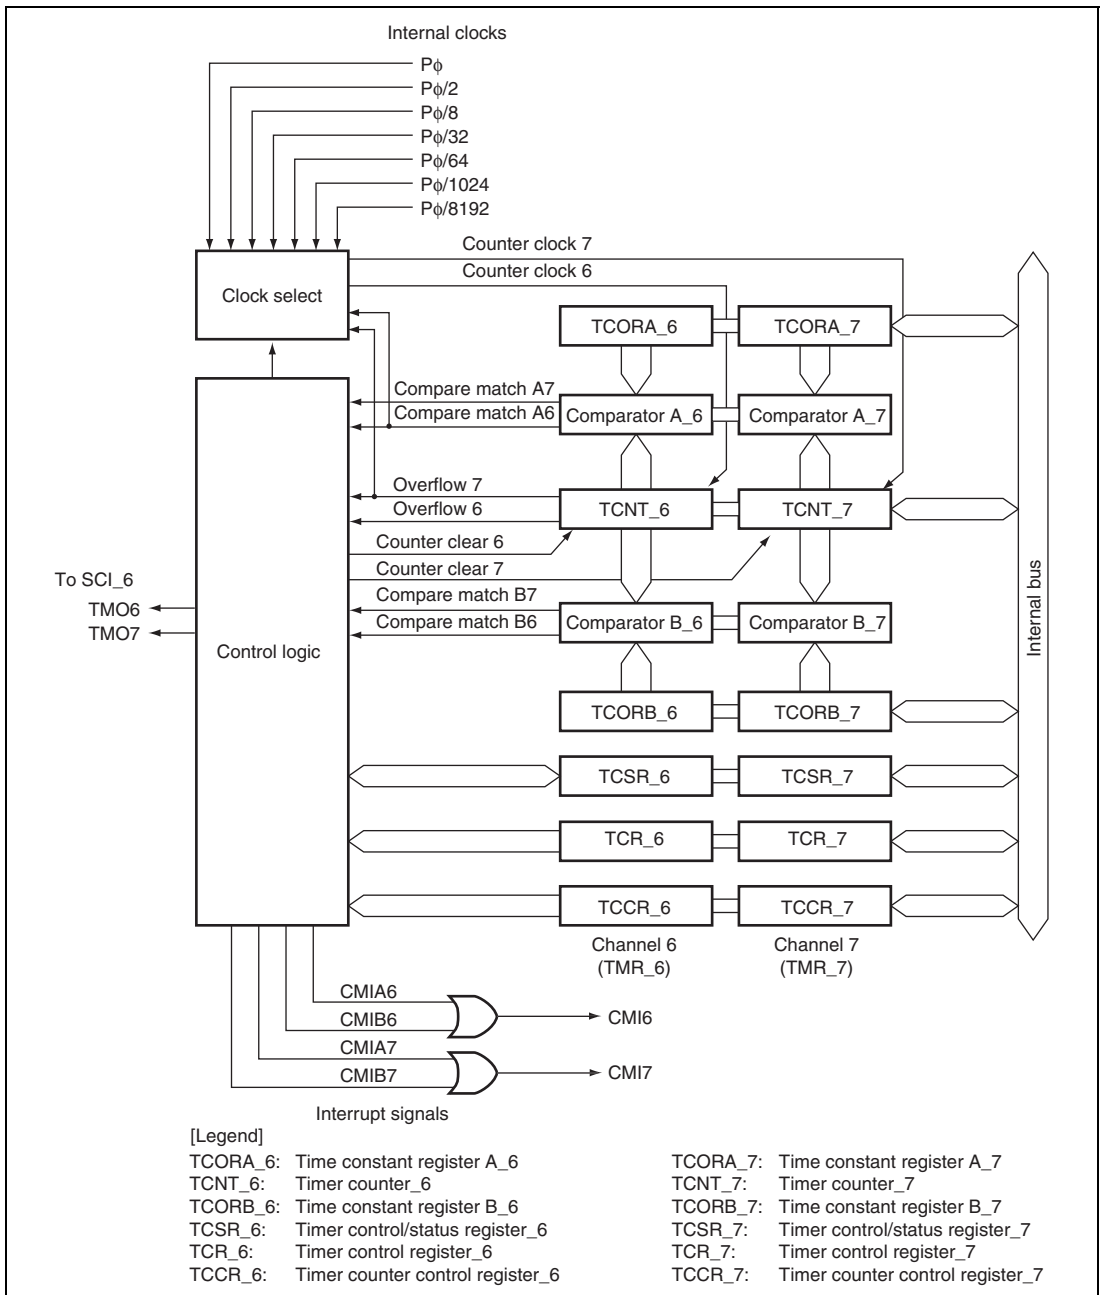 Internal clocks
Pϕ
Pϕ/2
Pϕ/8
Pϕ/32
Pϕ/64
Pϕ/1024
Pϕ/8192
Counter clock 7
Counter clock 6
Clock select
TCORA_6
TCORA_7
Compare match A7
Compare match A6
Comparator A_6
Comparator A_7
Overflow 7
Overflow 6
TCNT_6
TCNT_7
Counter clear 6
Counter clear 7
To SCI_6
TMO6
TMO7
Compare match B7
Compare match B6
Comparator B_6
Comparator B_7
Control logic
Internal bus
TCORB_6
TCORB_7
TCSR_6
TCSR_7
TCR_6
TCR_7
TCCR_6
TCCR_7
Channel 6
(TMR_6)
Channel 7
(TMR_7)
CMIA6
CMIB6
CMI6
CMIA7
CMIB7
CMI7
Interrupt signals
[Legend]
TCORA_6: Time constant register A_6
TCNT_6: Timer counter_6
TCORB_6: Time constant register B_6
TCSR_6: Timer control/status register_6
TCR_6: Timer control register_6
TCCR_6: Timer counter control register_6
TCORA_7: Time constant register A_7
TCNT_7: Timer counter_7
TCORB_7: Time constant register B_7
TCSR_7: Timer control/status register_7
TCR_7: Timer control register_7
TCCR_7: Timer counter control register_7